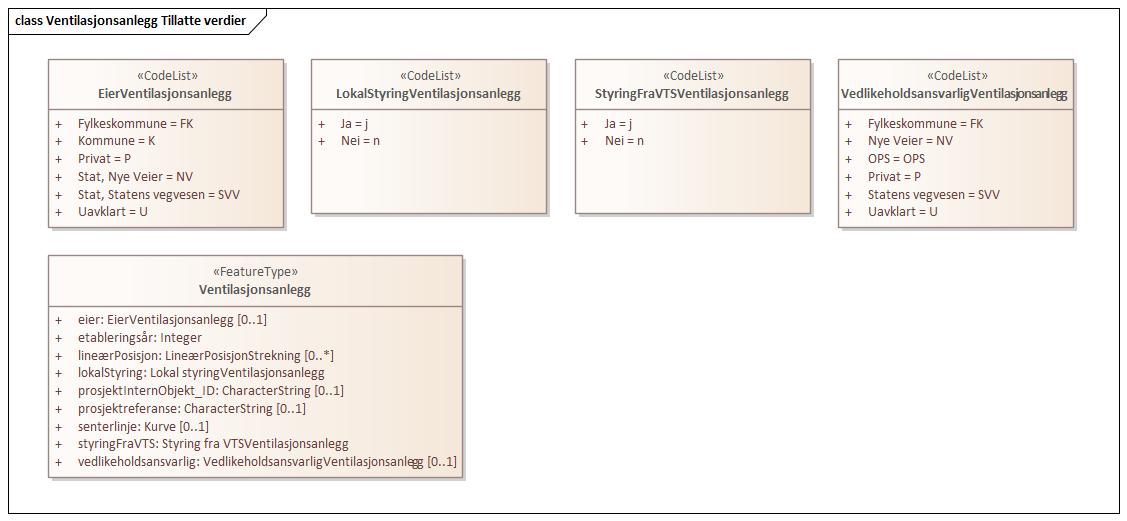 class Ventilasjonsanlegg Tillatte verdier
«CodeList»
EierVentilasjonsanlegg
+ Fylkeskommune = FK
+ Kommune = K
+ Privat = P
+ Stat, Nye Veier = NV
+ Stat, Statens vegvesen = SVV
+ Uavklart = U
«CodeList»
LokalStyringVentilasjonsanlegg
+ Ja = j
+ Nei = n
«CodeList»
StyringFraVTSVentilasjonsanlegg
+ Ja = j
+ Nei = n
«CodeList»
VedlikeholdsansvarligVentilasjonsanlegg
+ Fylkeskommune = FK
+ Nye Veier = NV
+ OPS = OPS
+ Privat = P
+ Statens vegvesen = SVV
+ Uavklart = U
«FeatureType»
Ventilasjonsanlegg
+ eier: EierVentilasjonsanlegg [0..1]
+ etableringsår: Integer
+ lineærPosisjon: LineærPosisjonStrekning [0..*]
+ lokalStyring: Lokal styringVentilasjonsanlegg
+ prosjektInternObjekt_ID: CharacterString [0..1]
+ prosjektreferanse: CharacterString [0..1]
+ senterlinje: Kurve [0..1]
+ styringFraVTS: Styring fra VTSVentilasjonsanlegg
+ vedlikeholdsansvarlig: VedlikeholdsansvarligVentilasjonsanlegg [0..1]